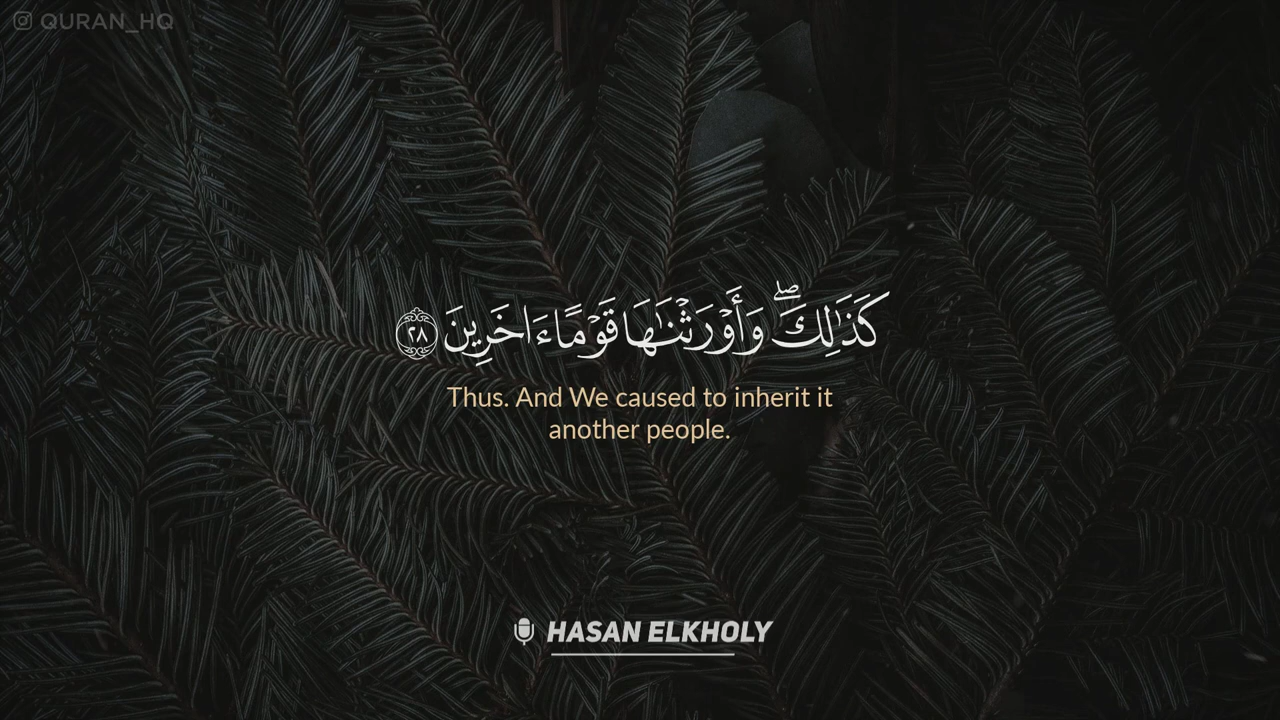 QURAN_HQ
كَذَٰلِكَ ۖ وَأَوْرَثْنَـٰهَا قَوْمًا ءَاخَرِينَ ٢٨
Thus. And We caused to inherit it
another people.
HASAN ELKHOLY